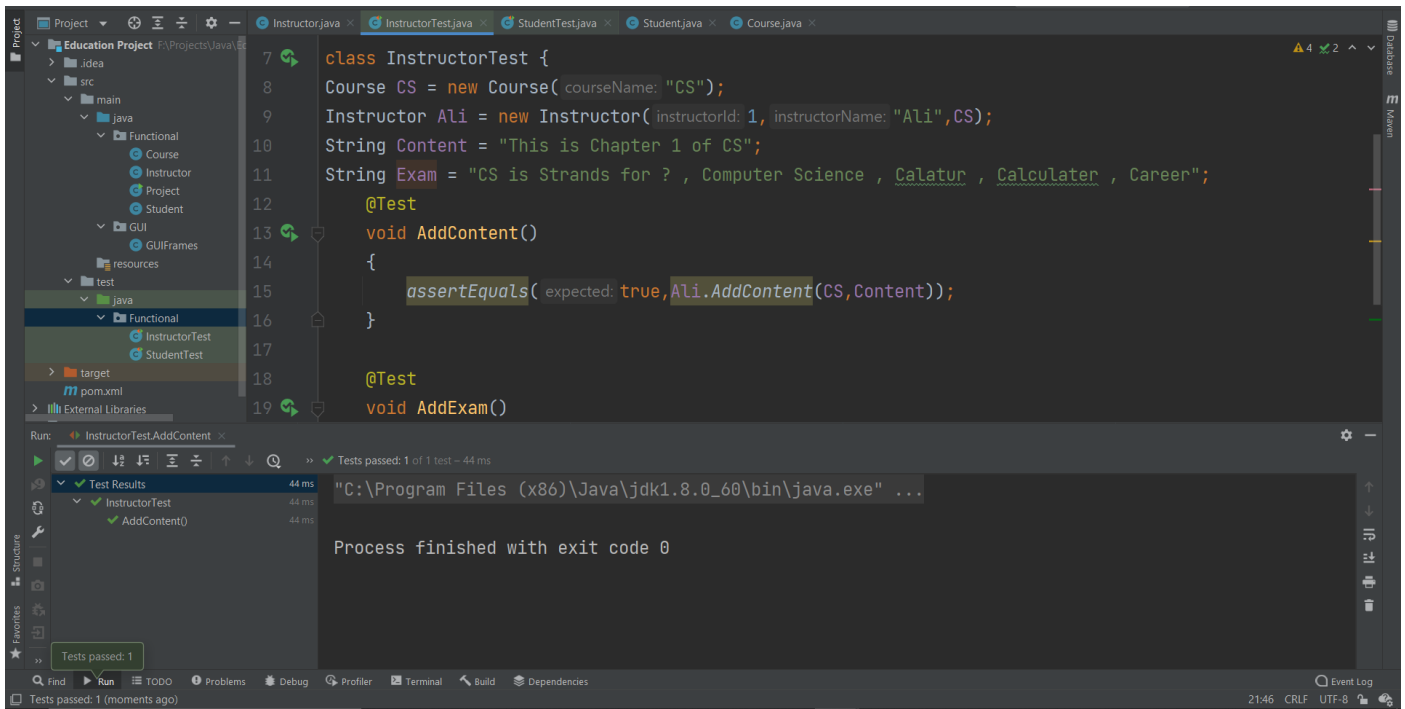 Project
Instructor.java
InstructorTest.java
StudentTest.java
Student.java
Course.java
Project
Education Project F:\Projects\Java\Ed
.idea
src
main
java
Functional
Course
Instructor
Project
Student
GUI
GUIFrames
resources
test
java
Functional
InstructorTest
StudentTest
target
pom.xml
External Libraries
4 2
7 class InstructorTest {
8 Course CS = new Course( courseName: "CS");
9 Instructor Ali = new Instructor( instructorId: 1, instructorName: "Ali",CS);
10 String Content = "This is Chapter 1 of CS";
11 String Exam = "CS is Strands for ? , Computer Science , Calatur , Calculater , Career";
12 @Test
13 void AddContent()
14 {
15 assertEquals( expected: true,Ali.AddContent(CS,Content));
16 }
17
18 @Test
19 void AddExam()
Database
Maven
Run: InstructorTest.AddContent
Tests passed: 1 of 1 test – 44 ms
Test Results 44 ms
InstructorTest 44 ms
AddContent() 44 ms
"C:\Program Files (x86)\Java\jdk1.8.0_60\bin\java.exe" ...
Process finished with exit code 0
Structure
Favorites
Tests passed: 1
Find Run TODO Problems Debug Profiler Terminal Build Dependencies Event Log
Tests passed: 1 (moments ago) 21:46 CRLF UTF-8